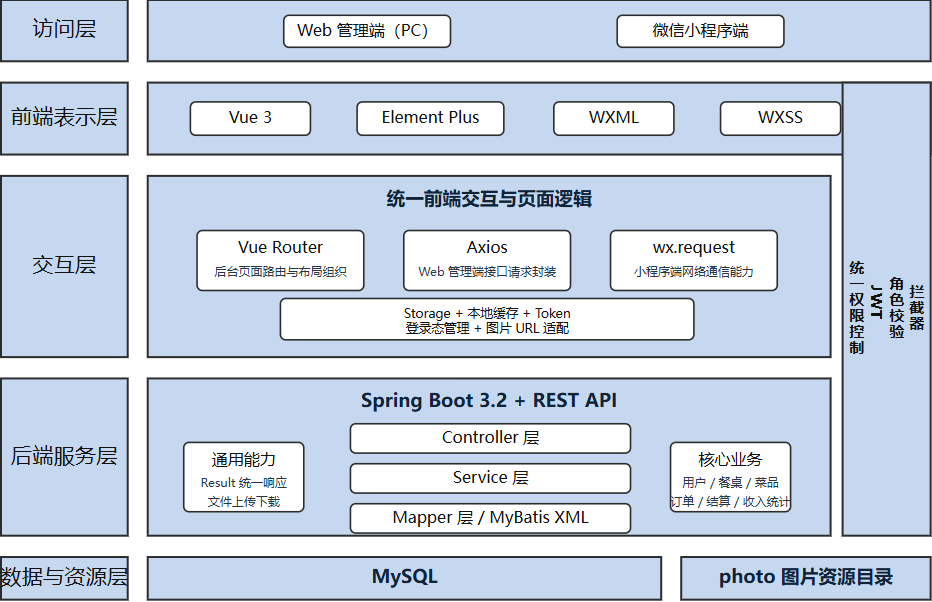 访问层
Web 管理端（PC）
微信小程序端
前端表示层
Vue 3
Element Plus
WXML
WXSS
交互层
统一前端交互与页面逻辑
Vue Router
后台页面路由与布局组织
Axios
Web 管理端接口请求封装
wx.request
小程序端网络通信能力
Storage + 本地缓存 + Token
登录态管理 + 图片 URL 适配
统一权限控制
JWT
角色校验
拦截器
后端服务层
Spring Boot 3.2 + REST API
通用能力
Result 统一响应
文件上传下载
Controller 层
Service 层
Mapper 层 / MyBatis XML
核心业务
用户 / 餐桌 / 菜品
订单 / 结算 / 收入统计
数据与资源层
MySQL
photo 图片资源目录